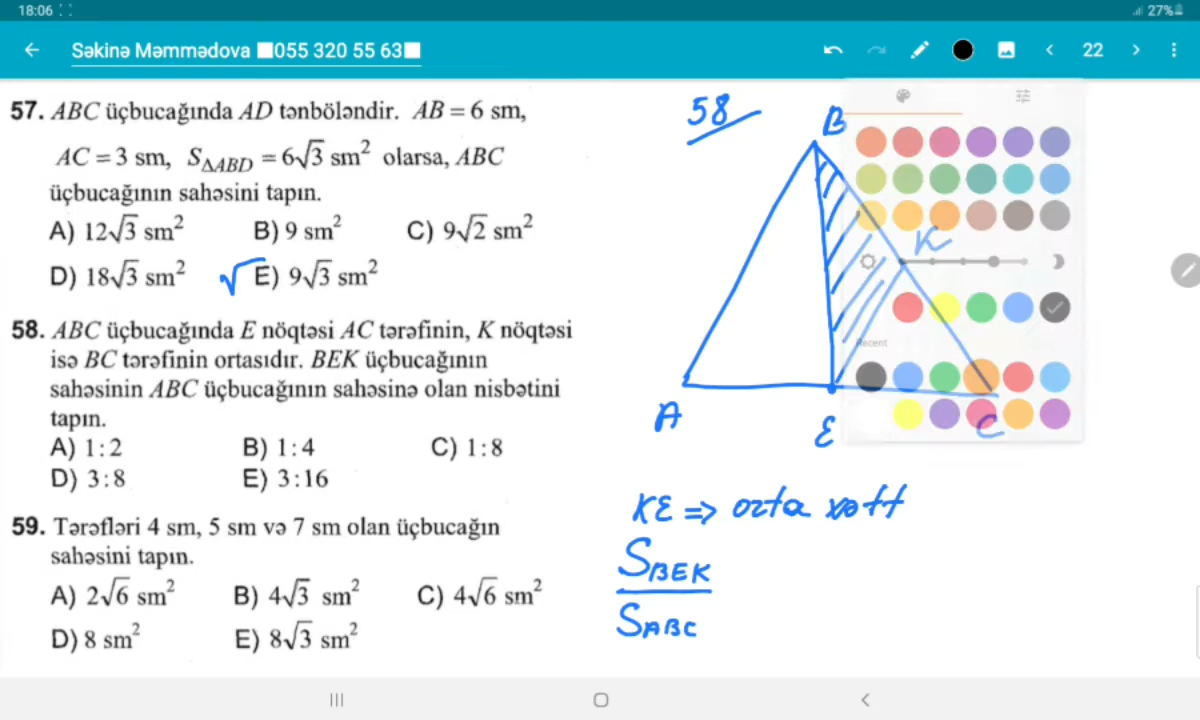 18:06
27%
Səkinə Məmmədova ■055 320 55 63■
22
57. ABC üçbucağında AD tənböləndir. AB = 6 sm,
AC = 3 sm, S△ABD = 6√3 sm² olarsa, ABC
üçbucağının sahəsini tapın.
A) 12√3 sm² B) 9 sm² C) 9√2 sm²
D) 18√3 sm² √ E) 9√3 sm²
58. ABC üçbucağında E nöqtəsi AC tərəfinin, K nöqtəsi
isə BC tərəfinin ortasıdır. BEK üçbucağının
sahəsinin ABC üçbucağının sahəsinə olan nisbətini
tapın.
A) 1:2 B) 1:4 C) 1:8
D) 3:8 E) 3:16
59. Tərəfləri 4 sm, 5 sm və 7 sm olan üçbucağın
sahəsini tapın.
A) 2√6 sm² B) 4√3 sm² C) 4√6 sm²
D) 8 sm² E) 8√3 sm²
58
B
K
Recent
A
E
C
KE => orta xətt
SBEK
SABC